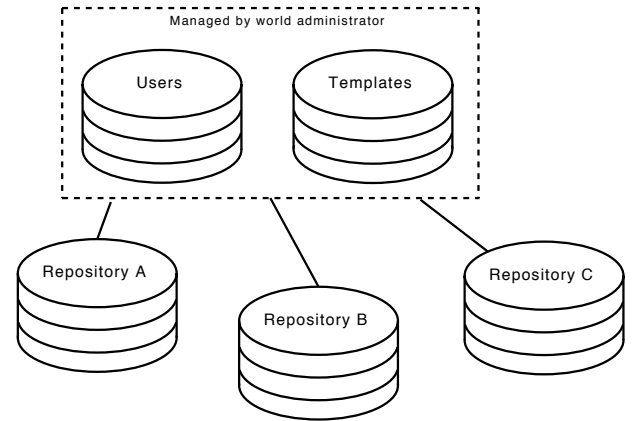 Managed by world administrator
Users
Templates
Repository A
Repository B
Repository C